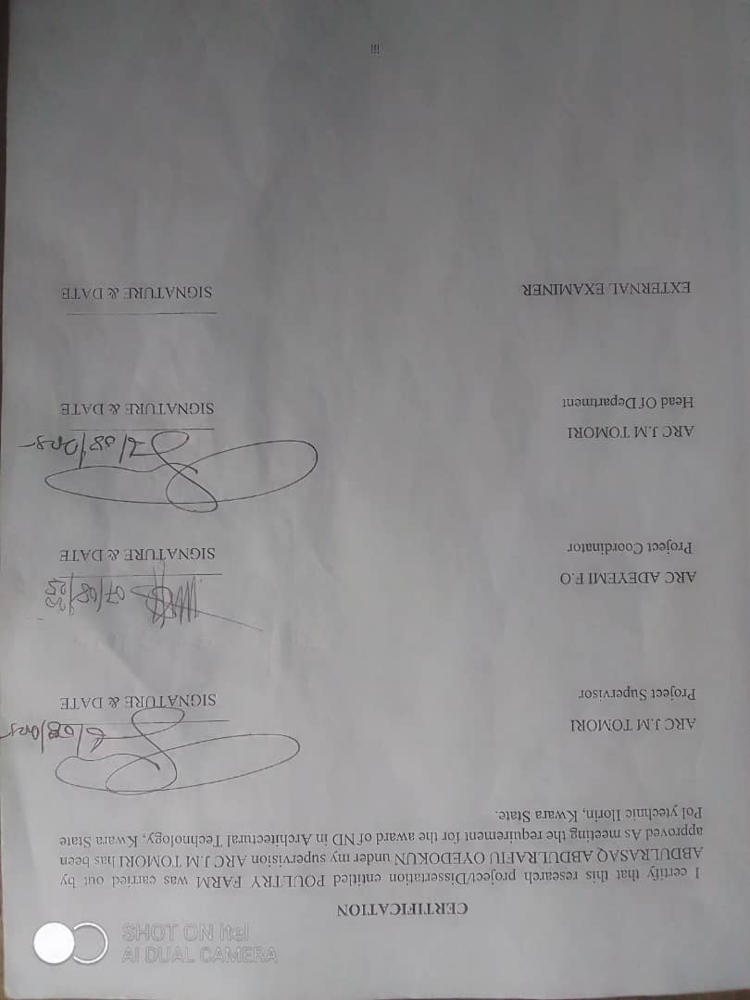 CERTIFICATION
I certify that this research project/Dissertation entitled POULTRY FARM was carried out by
ABDULRASAQ ABDULRAFIU OYEDOKUN under my supervision ARC J.M TOMORI has been
approved As meeting the requirement for the award of ND in Architectural Technology, Kwara State
Pol ytechnic Ilorin, Kwara State.
6/08/2025
ARC J.M TOMORI
Project Supervisor SIGNATURE & DATE
07/08/2025
ARC ADEYEMI F.O
Project Coordinator SIGNATURE & DATE
/08/2025
ARC J.M TOMORI
Head Of Department SIGNATURE & DATE
EXTERNAL EXAMINER SIGNATURE & DATE
iii
SHOT ON itel
AI DUAL CAMERA